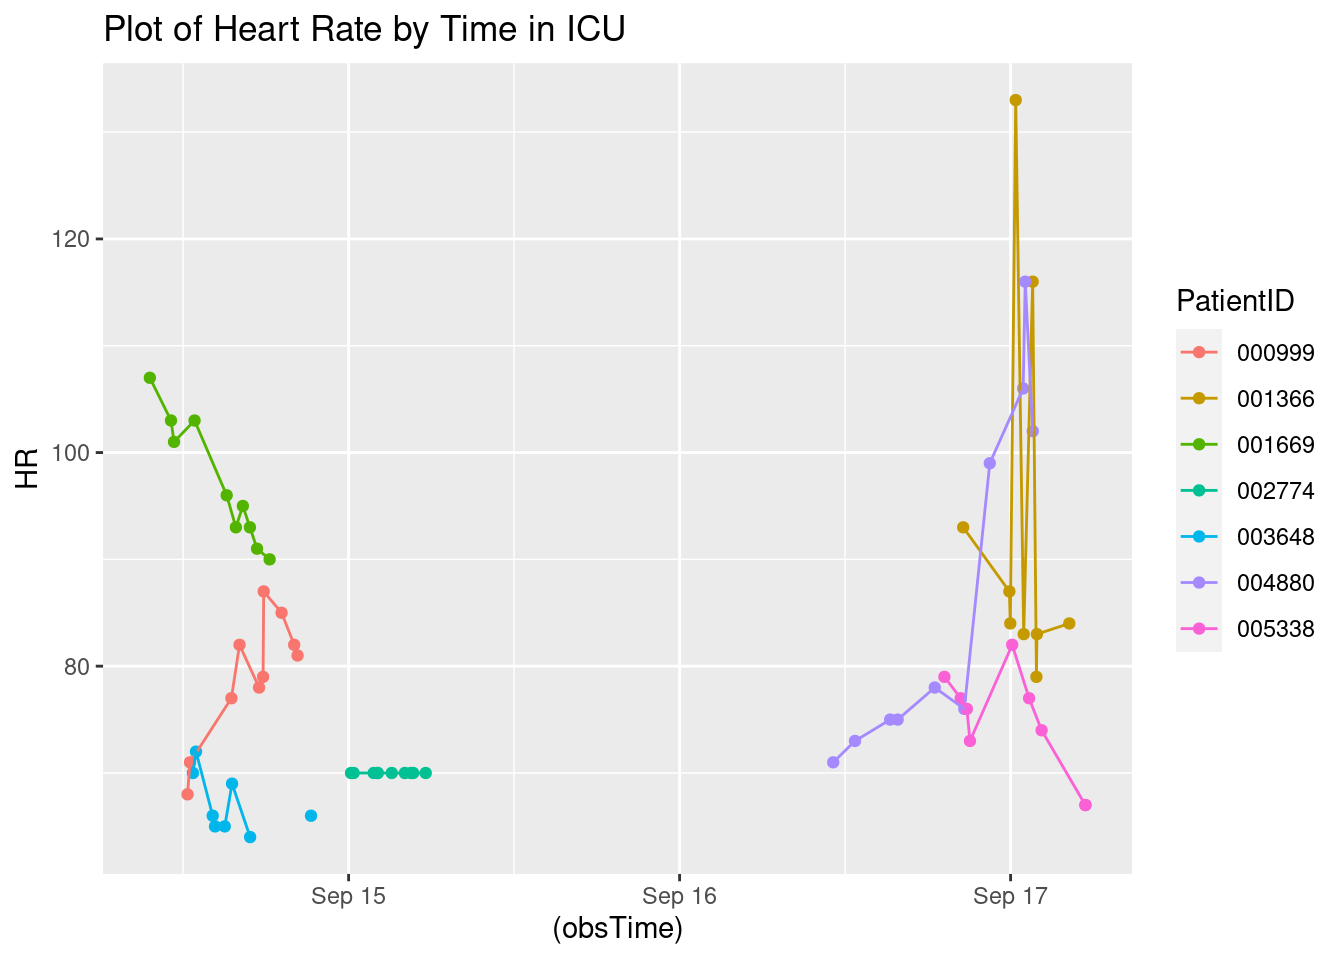 Plot of Heart Rate by Time in ICU
HR
120
100
80
Sep 15
Sep 16
Sep 17
(obsTime)
PatientID
000999
001366
001669
002774
003648
004880
005338